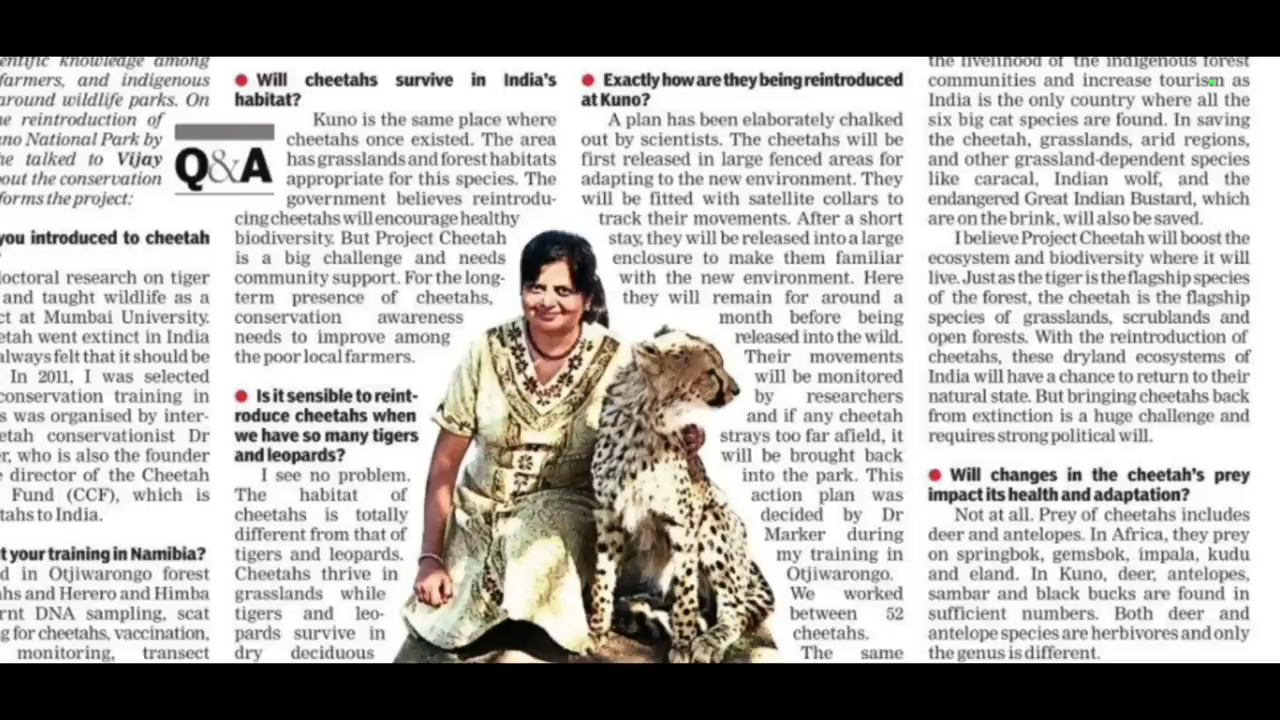 entific knowledge among
farmers, and indigenous
around wildlife parks. On
e reintroduction of
no National Park by
he talked to Vijay
out the conservation
forms the project:
Q&A
you introduced to cheetah
doctoral research on tiger
and taught wildlife as a
ct at Mumbai University.
etah went extinct in India
always felt that it should be
In 2011, I was selected
conservation training in
s was organised by inter-
etah conservationist Dr
r, who is also the founder
e director of the Cheetah
Fund (CCF), which is
tahs to India.
t your training in Namibia?
d in Otjiwarongo forest
hs and Herero and Himba
rnt DNA sampling, scat
g for cheetahs, vaccination,
monitoring, transect
● Will cheetahs survive in India's
habitat?
Kuno is the same place where
cheetahs once existed. The area
has grasslands and forest habitats
appropriate for this species. The
government believes reintrodu-
cing cheetahs will encourage healthy
biodiversity. But Project Cheetah
is a big challenge and needs
community support. For the long-
term presence of cheetahs,
conservation awareness
needs to improve among
the poor local farmers.
● Is it sensible to reint-
roduce cheetahs when
we have so many tigers
and leopards?
I see no problem.
The habitat of
cheetahs is totally
different from that of
tigers and leopards.
Cheetahs thrive in
grasslands while
tigers and leo-
pards survive in
dry deciduous
● Exactly how are they being reintroduced
at Kuno?
A plan has been elaborately chalked
out by scientists. The cheetahs will be
first released in large fenced areas for
adapting to the new environment. They
will be fitted with satellite collars to
track their movements. After a short
stay, they will be released into a large
enclosure to make them familiar
with the new environment. Here
they will remain for around a
month before being
released into the wild.
Their movements
will be monitored
by researchers
and if any cheetah
strays too far afield, it
will be brought back
into the park. This
action plan was
decided by Dr
Marker during
my training in
Otjiwarongo.
We worked
between 52
cheetahs.
The same
the livelihood of the indigenous forest
communities and increase tourism as
India is the only country where all the
six big cat species are found. In saving
the cheetah, grasslands, arid regions,
and other grassland-dependent species
like caracal, Indian wolf, and the
endangered Great Indian Bustard, which
are on the brink, will also be saved.
I believe Project Cheetah will boost the
ecosystem and biodiversity where it will
live. Just as the tiger is the flagship species
of the forest, the cheetah is the flagship
species of grasslands, scrublands and
open forests. With the reintroduction of
cheetahs, these dryland ecosystems of
India will have a chance to return to their
natural state. But bringing cheetahs back
from extinction is a huge challenge and
requires strong political will.
● Will changes in the cheetah's prey
impact its health and adaptation?
Not at all. Prey of cheetahs includes
deer and antelopes. In Africa, they prey
on springbok, gemsbok, impala, kudu
and eland. In Kuno, deer, antelopes,
sambar and black bucks are found in
sufficient numbers. Both deer and
antelope species are herbivores and only
the genus is different.